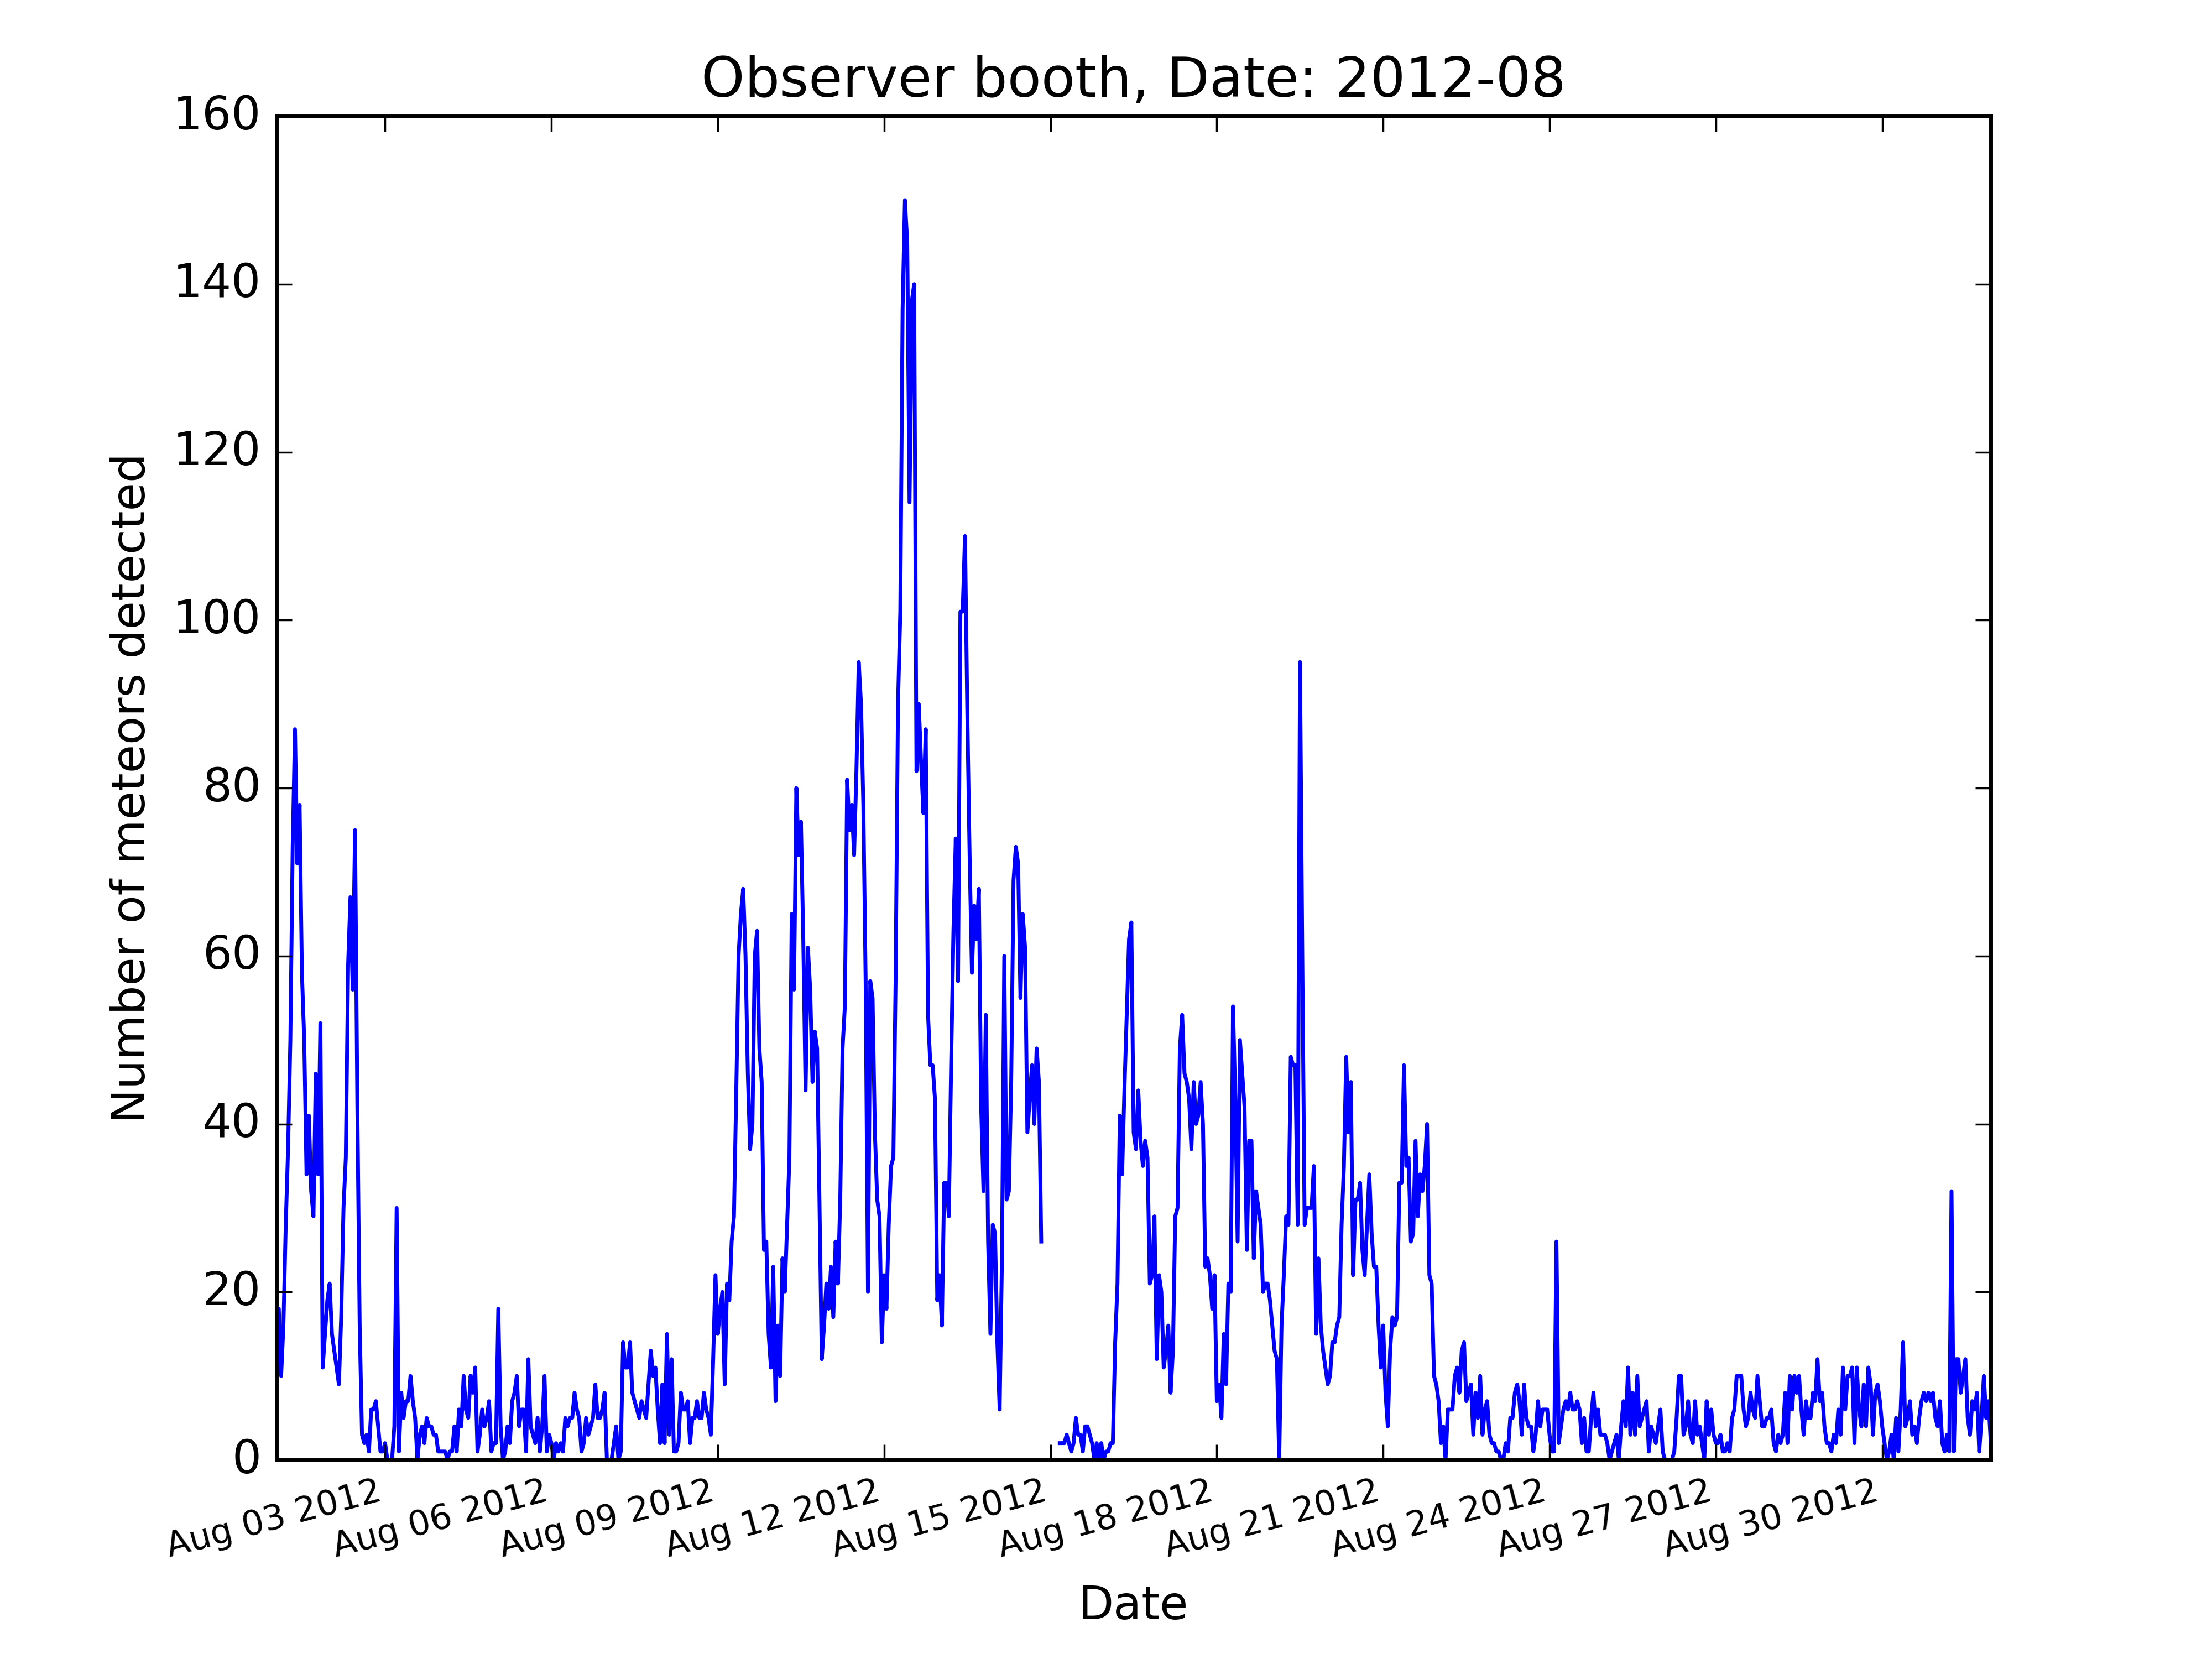 Observer booth, Date: 2012-08
160
140
120
100
80
60
40
20
0
Number of meteors detected
Aug 03 2012
Aug 06 2012
Aug 09 2012
Aug 12 2012
Aug 15 2012
Aug 18 2012
Aug 21 2012
Aug 24 2012
Aug 27 2012
Aug 30 2012
Date